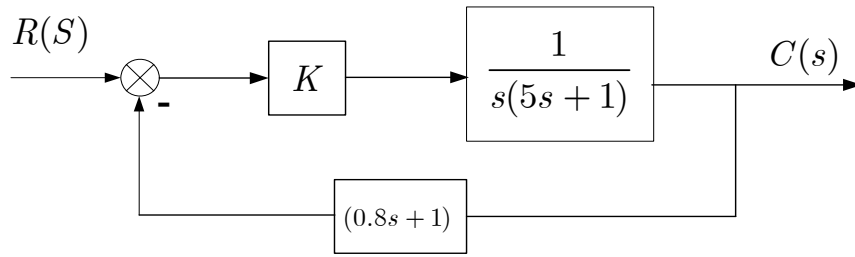 R(S)
-
K
1
s(5s + 1)
C(s)
(0.8s + 1)